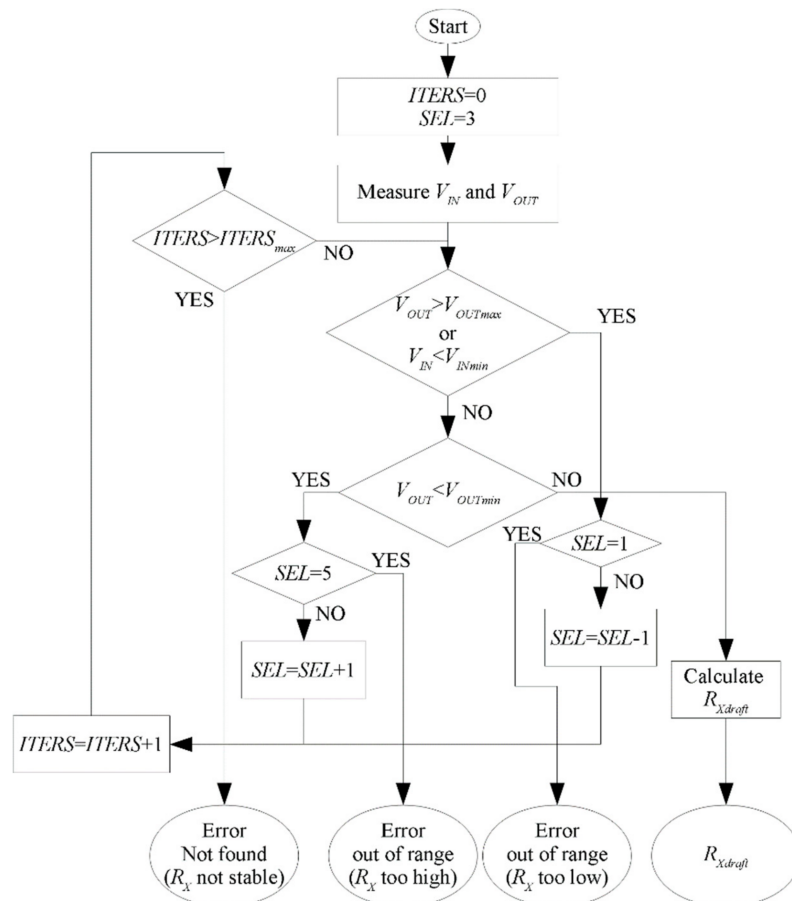 Start
ITERS=0
SEL=3
Measure V_IN and V_OUT
ITERS>ITERS_max
NO
YES
V_OUT>V_OUTmax
or
V_IN<V_INmin
YES
NO
YES
V_OUT<V_OUTmin
NO
YES
SEL=1
SEL=5
YES
NO
NO
SEL=SEL-1
SEL=SEL+1
Calculate
R_Xdraft
ITERS=ITERS+1
Error
Not found
(R_X not stable)
Error
out of range
(R_X too high)
Error
out of range
(R_X too low)
R_Xdraft